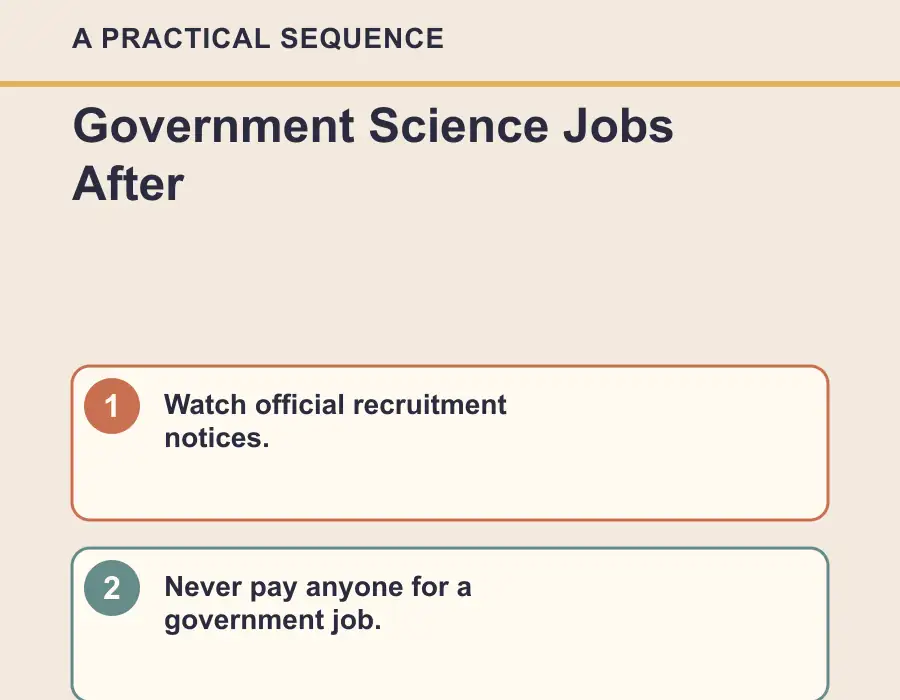 A PRACTICAL SEQUENCE
Government Science Jobs
After
1
Watch official recruitment
notices.
2
Never pay anyone for a
government job.